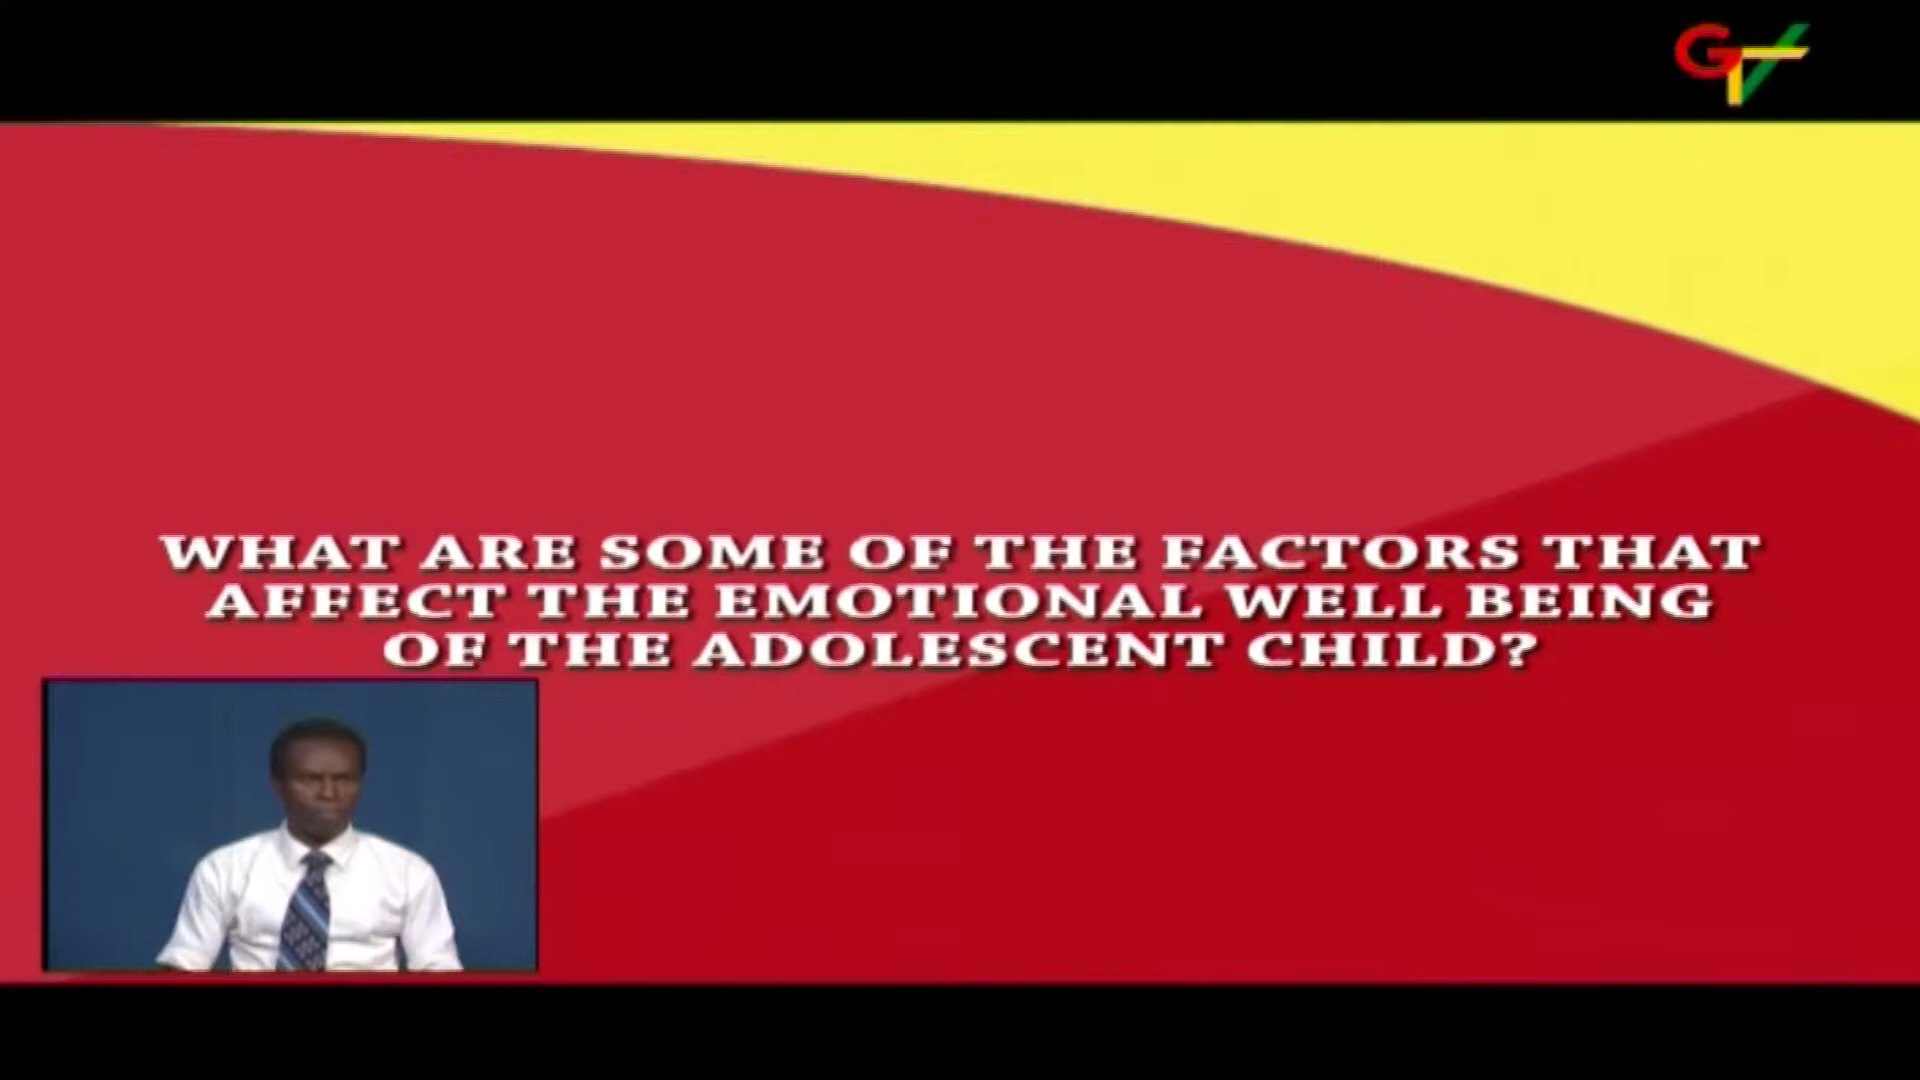 GTV
WHAT ARE SOME OF THE FACTORS THAT
AFFECT THE EMOTIONAL WELL BEING
OF THE ADOLESCENT CHILD?